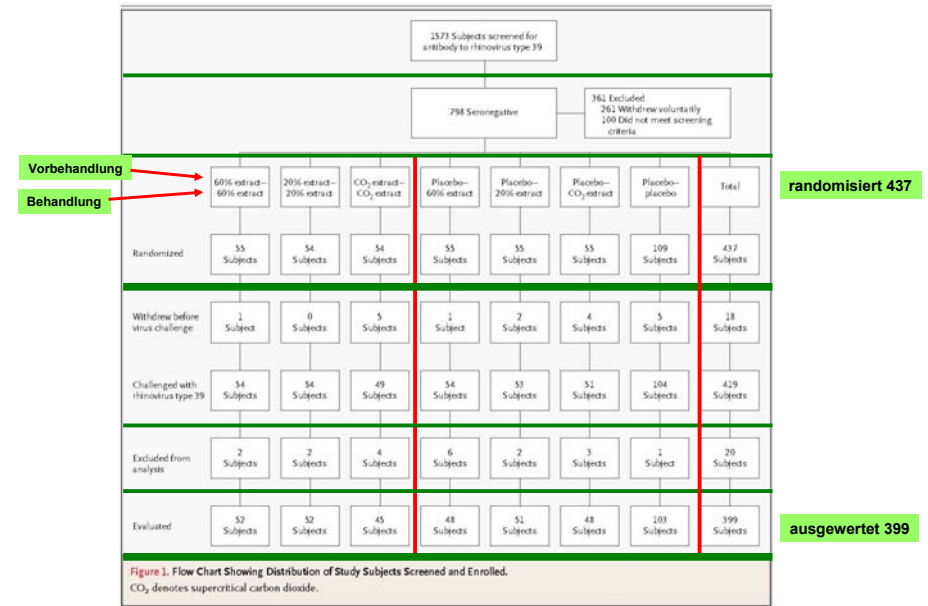 1573 Subjects screened for
antibody to rhinovirus type 39
798 Seronegative
361 Excluded
261 Withdrew voluntarily
100 Did not meet screening
criteria
Vorbehandlung
Behandlung
60% extract–
60% extract
20% extract–
20% extract
CO₂ extract–
CO₂ extract
Placebo–
60% extract
Placebo–
20% extract
Placebo–
CO₂ extract
Placebo–
placebo
Total
randomisiert 437
Randomized
55
Subjects
54
Subjects
54
Subjects
55
Subjects
55
Subjects
55
Subjects
109
Subjects
437
Subjects
Withdrew before
virus challenge
1
Subject
0
Subjects
5
Subjects
1
Subject
2
Subjects
4
Subjects
5
Subjects
18
Subjects
Challenged with
rhinovirus type 39
54
Subjects
54
Subjects
49
Subjects
54
Subjects
53
Subjects
51
Subjects
104
Subjects
419
Subjects
Excluded from
analysis
2
Subjects
2
Subjects
4
Subjects
6
Subjects
2
Subjects
3
Subjects
1
Subject
20
Subjects
Evaluated
52
Subjects
52
Subjects
45
Subjects
48
Subjects
51
Subjects
48
Subjects
103
Subjects
399
Subjects
ausgewertet 399
Figure 1. Flow Chart Showing Distribution of Study Subjects Screened and Enrolled.
CO₂ denotes supercritical carbon dioxide.